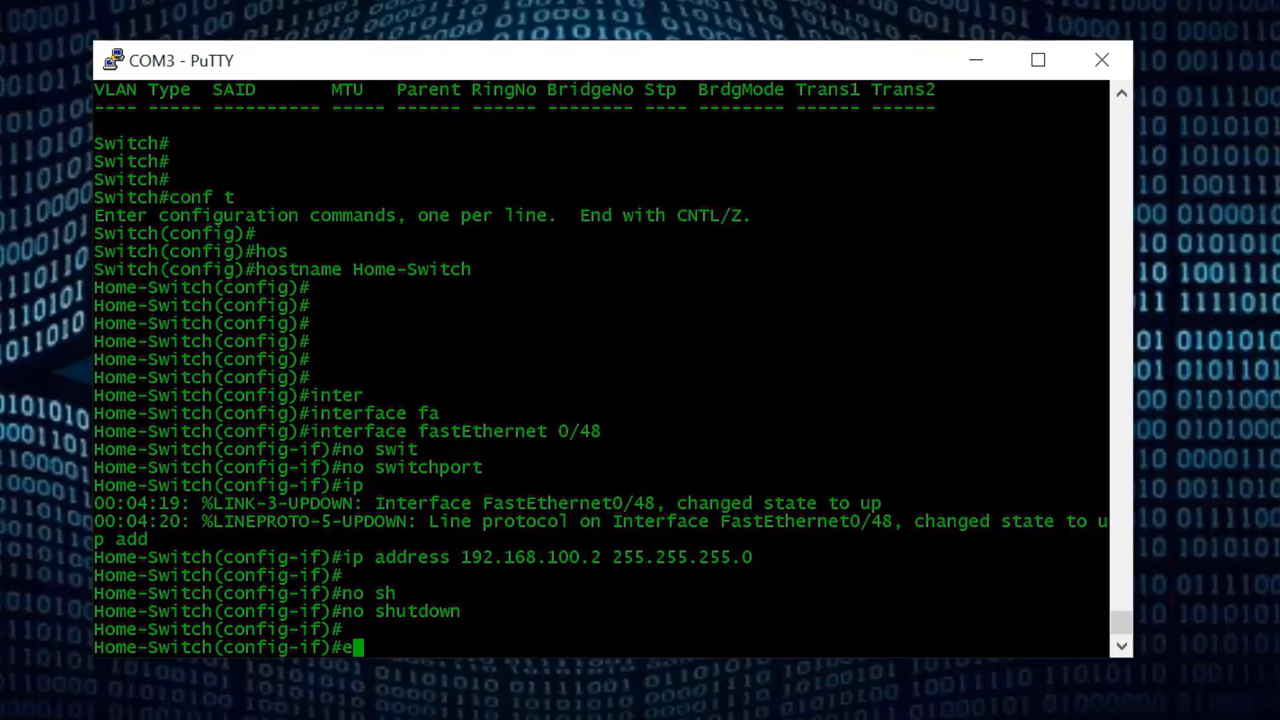 COM3 - PuTTY
VLAN Type  SAID       MTU   Parent RingNo BridgeNo Stp  BrdgMode Trans1 Trans2
---- ----- ---------- ----- ------ ------ -------- ---- -------- ------ ------
Switch#
Switch#
Switch#
Switch#conf t
Enter configuration commands, one per line.  End with CNTL/Z.
Switch(config)#
Switch(config)#hos
Switch(config)#hostname Home-Switch
Home-Switch(config)#
Home-Switch(config)#
Home-Switch(config)#
Home-Switch(config)#
Home-Switch(config)#
Home-Switch(config)#
Home-Switch(config)#inter
Home-Switch(config)#interface fa
Home-Switch(config)#interface fastEthernet 0/48
Home-Switch(config-if)#no swit
Home-Switch(config-if)#no switchport
Home-Switch(config-if)#ip
00:04:19: %LINK-3-UPDOWN: Interface FastEthernet0/48, changed state to up
00:04:20: %LINEPROTO-5-UPDOWN: Line protocol on Interface FastEthernet0/48, changed state to u
p add
Home-Switch(config-if)#ip address 192.168.100.2 255.255.255.0
Home-Switch(config-if)#
Home-Switch(config-if)#no sh
Home-Switch(config-if)#no shutdown
Home-Switch(config-if)#
Home-Switch(config-if)#e